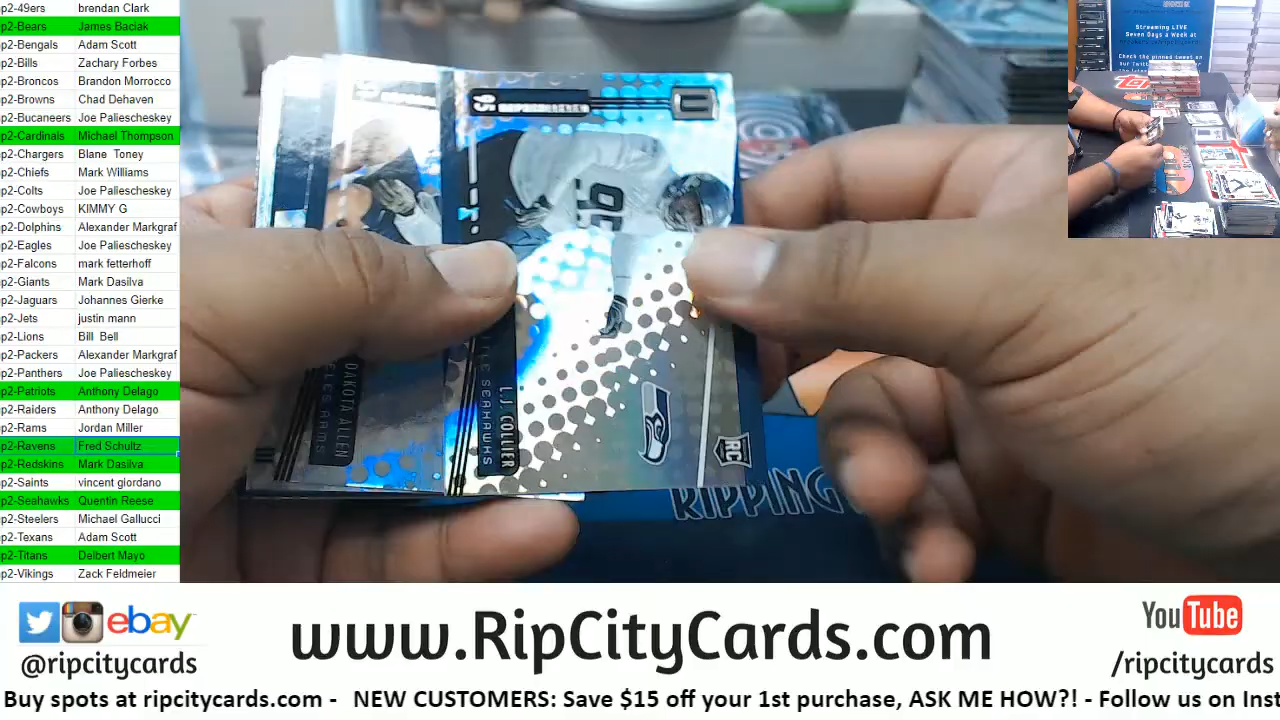 p2-49ers brendan Clark
p2-Bears James Baciak
p2-Bengals Adam Scott
p2-Bills Zachary Forbes
p2-Broncos Brandon Morrocco
p2-Browns Chad Dehaven
p2-Bucaneers Joe Paliescheskey
p2-Cardinals Michael Thompson
p2-Chargers Blane Toney
p2-Chiefs Mark Williams
p2-Colts Joe Paliescheskey
p2-Cowboys KIMMY G
p2-Dolphins Alexander Markgraf
p2-Eagles Joe Paliescheskey
p2-Falcons mark fetterhoff
p2-Giants Mark Dasilva
p2-Jaguars Johannes Gierke
p2-Jets justin mann
p2-Lions Bill Bell
p2-Packers Alexander Markgraf
p2-Panthers Joe Paliescheskey
p2-Patriots Anthony Delago
p2-Raiders Anthony Delago
p2-Rams Jordan Miller
p2-Ravens Fred Schultz
p2-Redskins Mark Dasilva
p2-Saints vincent giordano
p2-Seahawks Quentin Reese
p2-Steelers Michael Gallucci
p2-Texans Adam Scott
p2-Titans Delbert Mayo
p2-Vikings Zack Feldmeier
95
U
DAKOTA ALLEN
L.J. COLLIER
SEAHAWKS
RC
RIPPING
Streaming LIVE
Seven Days a Week at
Check the pinned tweet on
ebay
@ripcitycards
www.RipCityCards.com
YouTube
/ripcitycards
Buy spots at ripcitycards.com - NEW CUSTOMERS: Save $15 off your 1st purchase, ASK ME HOW?! - Follow us on Inst